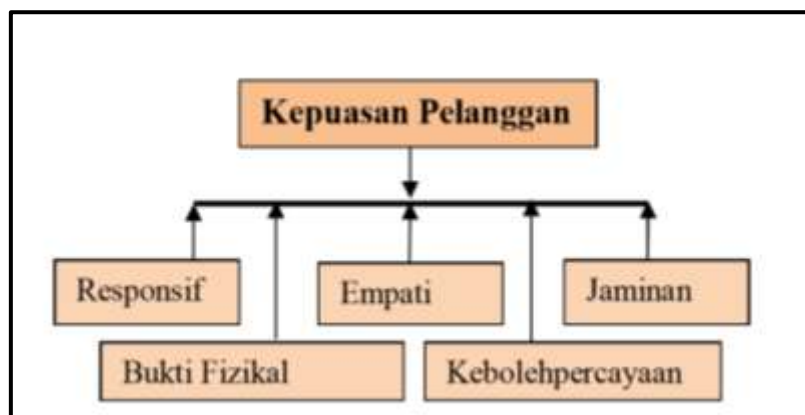 Kepuasan Pelanggan
Responsif
Empati
Jaminan
Bukti Fizikal
Kebolehpercayaan